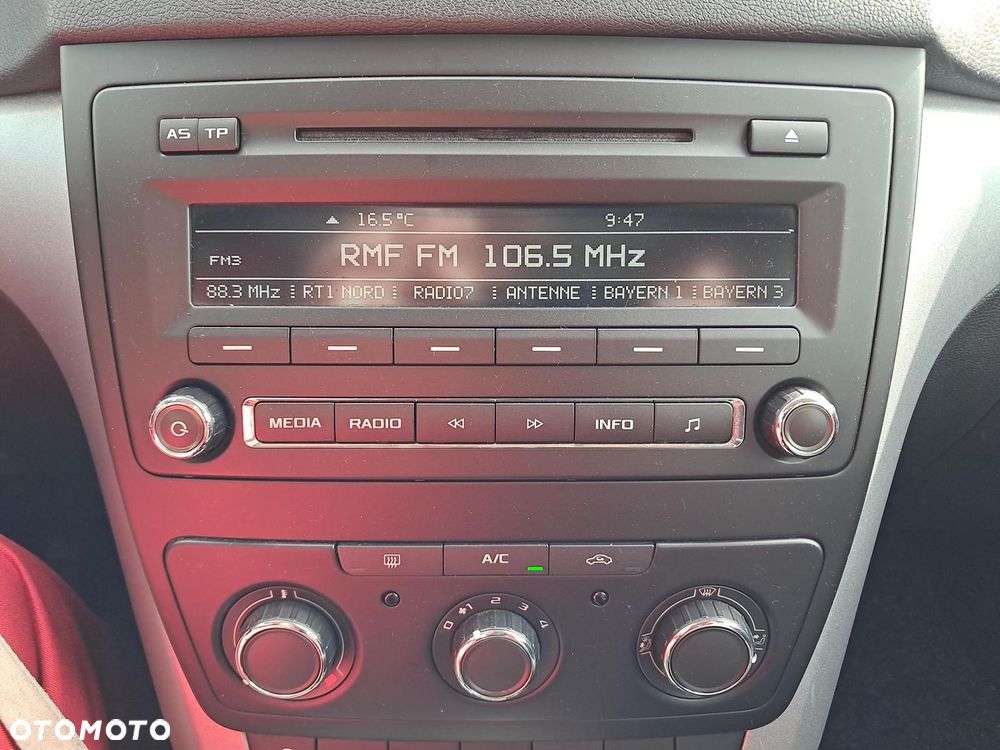 AS TP
16.5°C 9:47
FM3 RMF FM 106.5 MHz
88.3 MHz RT1 NORD RADIO7 ANTENNE BAYERN 1 BAYERN 3
MEDIA RADIO INFO
A/C
0 1 2 3 4
OTOMOTO